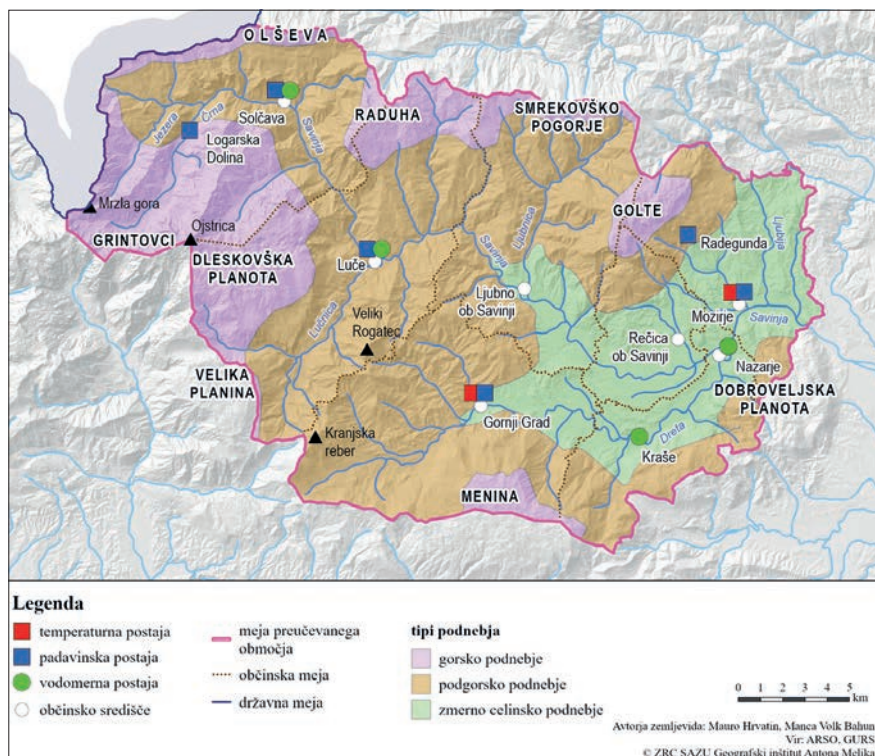 OLŠEVA
Solčava
Črna
Jezera
Savinja
Logarska
Dolina
RADUHA
SMREKOVŠKO
POGORJE
Mrzla gora
GRINTOVCI
Ojstrica
DLESKOVŠKA
PLANOTA
Luče
Lučnica
Savinja
Ljubnica
Ljubno
ob Savinji
GOLTE
Radegunda
Ljubija
Mozirje
Savinja
Rečica
ob Savinji
Nazarje
Veliki
Rogatec
VELIKA
PLANINA
DOBROVELJSKA
PLANOTA
Gornji Grad
Kranjska
reber
Dreta
Kraše
MENINA
Legenda
temperaturna postaja
padavinska postaja
vodomerna postaja
občinsko središče
meja preučevanega
območja
občinska meja
državna meja
tipi podnebja
gorsko podnebje
podgorsko podnebje
zmerno celinsko podnebje
0 1 2 3 4 5
km
Avtorja zemljevida: Mauro Hrvatin, Manca Volk Bahun
Vir: ARSO, GURS
© ZRC SAZU Geografski inštitut Antona Melika